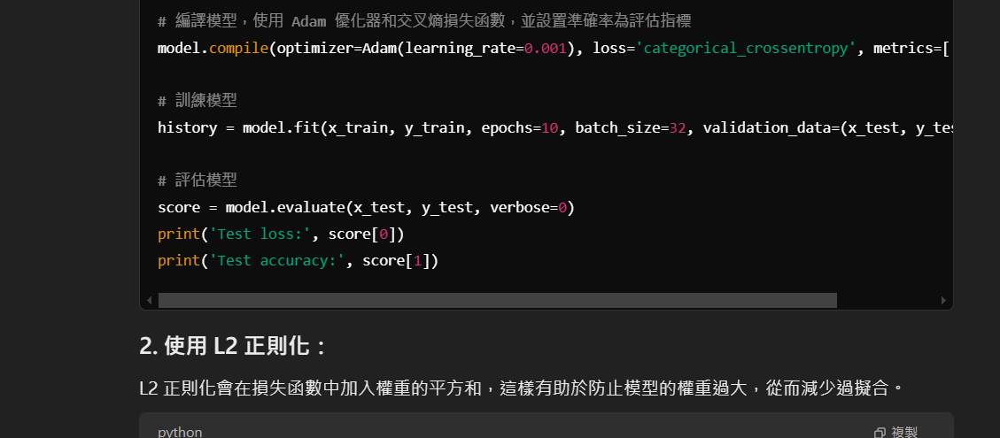 # 編譯模型，使用 Adam 優化器和交叉熵損失函數，並設置準確率為評估指標
model.compile(optimizer=Adam(learning_rate=0.001), loss='categorical_crossentropy', metrics=[
# 訓練模型
history = model.fit(x_train, y_train, epochs=10, batch_size=32, validation_data=(x_test, y_tes
# 評估模型
score = model.evaluate(x_test, y_test, verbose=0)
print('Test loss:', score[0])
print('Test accuracy:', score[1])
2. 使用 L2 正則化：
L2 正則化會在損失函數中加入權重的平方和，這樣有助於防止模型的權重過大，從而減少過擬合。
python
複製